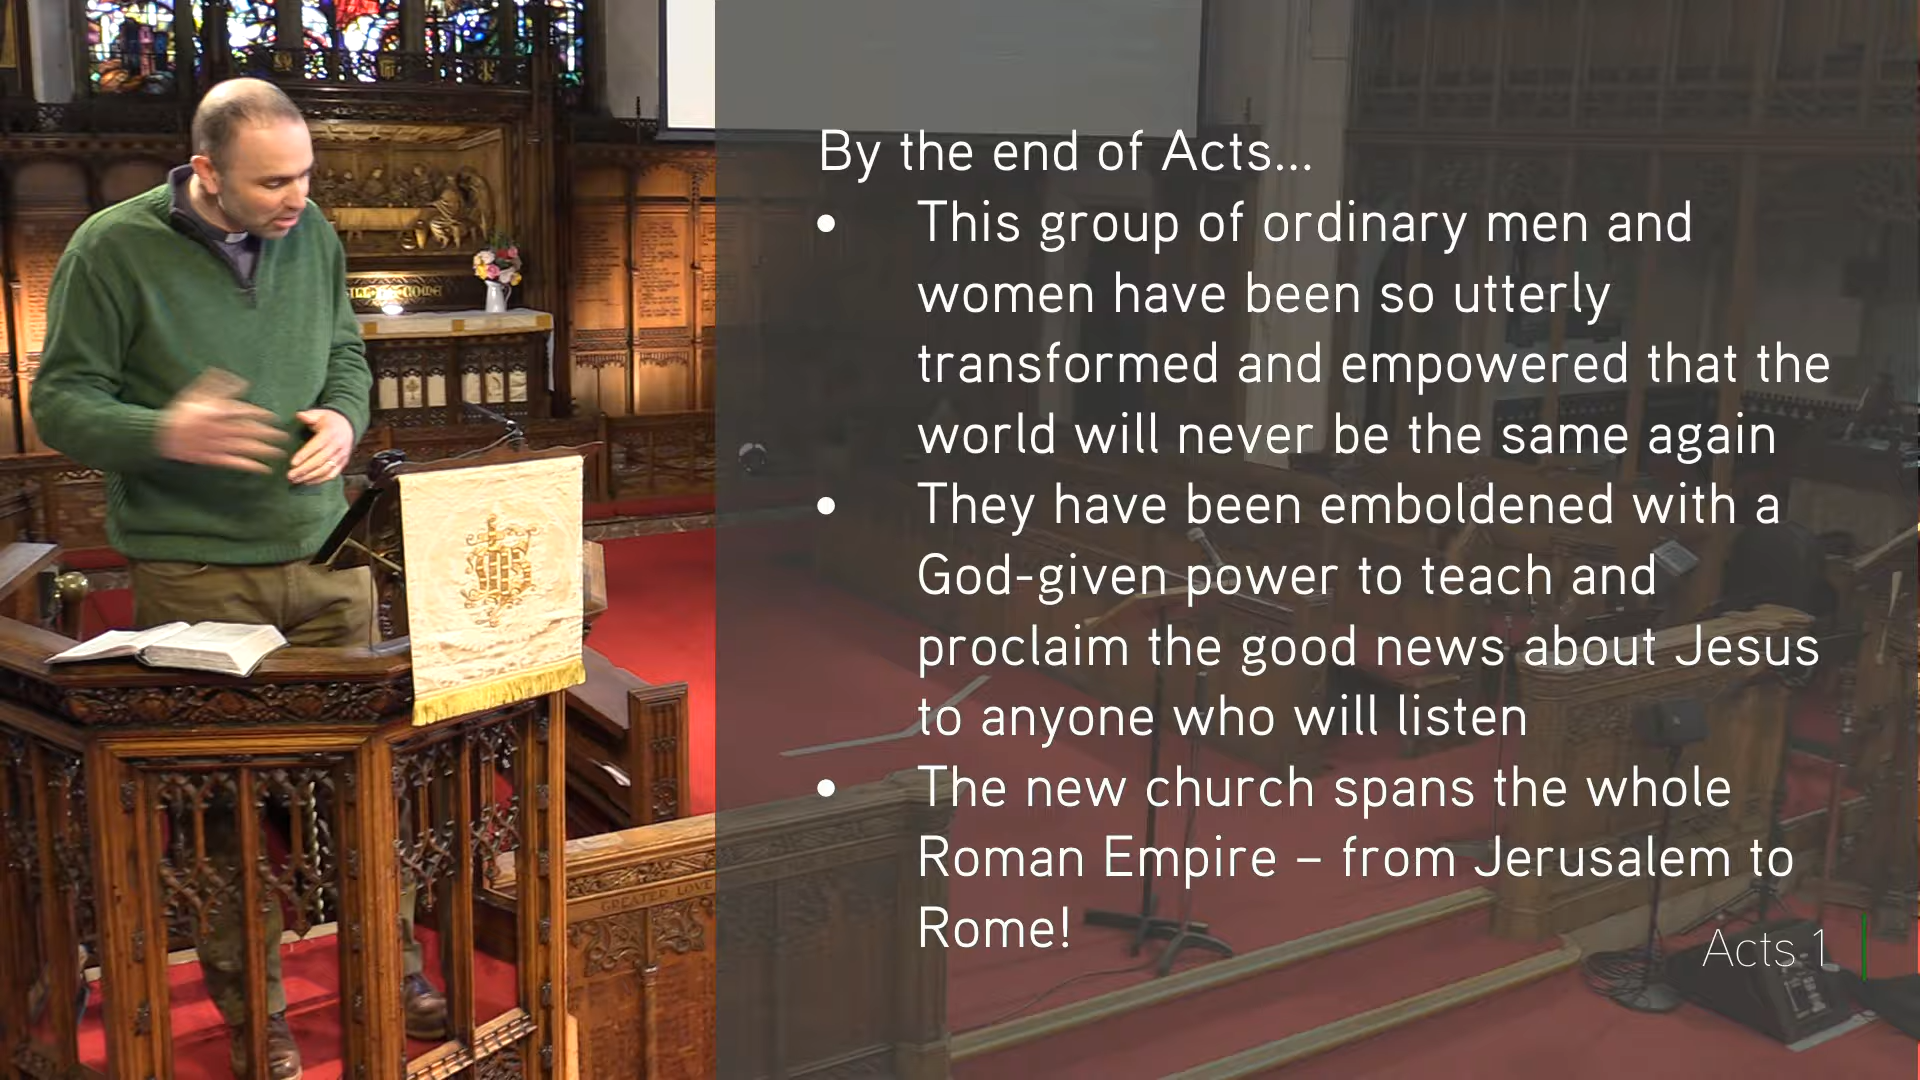 By the end of Acts...
• This group of ordinary men and
women have been so utterly
transformed and empowered that the
world will never be the same again
• They have been emboldened with a
God-given power to teach and
proclaim the good news about Jesus
to anyone who will listen
• The new church spans the whole
Roman Empire – from Jerusalem to
Rome!
Acts 1
GREATER LOVE